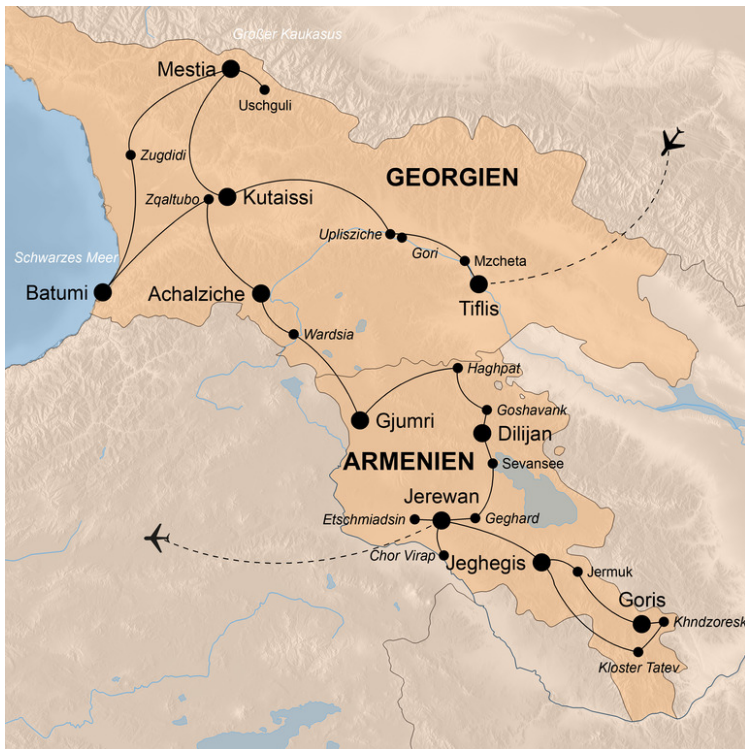 Großer Kaukasus
Mestia
Uschguli
Zugdidi
GEORGIEN
Zqaltubo
Kutaissi
Uplisziche
Gori
Mzcheta
Schwarzes Meer
Batumi
Achalziche
Tiflis
Wardsia
Haghpat
Gjumri
Goshavank
Dilijan
ARMENIEN
Sevansee
Jerewan
Etschmiadsin
Geghard
Chor Virap
Jeghegis
Jermuk
Goris
Khndzoresk
Kloster Tatev